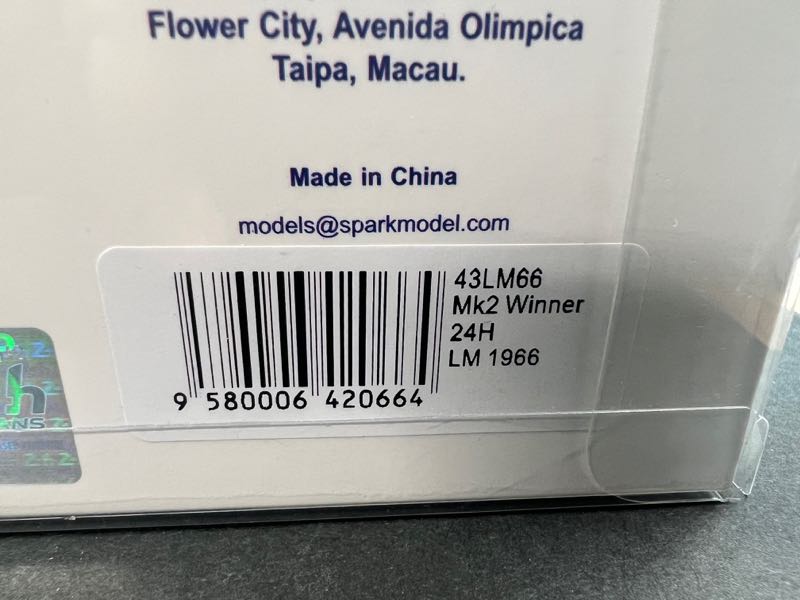 Flower City, Avenida Olimpica
Taipa, Macau.
Made in China
models@sparkmodel.com
43LM66
Mk2 Winner
24H
LM 1966
9 580006 420664
h
ANS